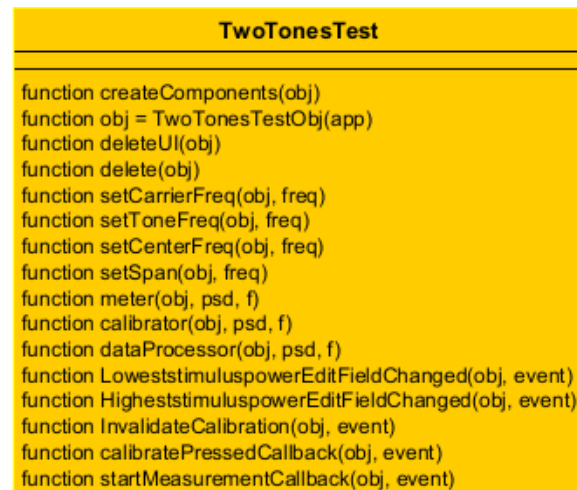 TwoTonesTest
function createComponents(obj)
function obj = TwoTonesTestObj(app)
function deleteUI(obj)
function delete(obj)
function setCarrierFreq(obj, freq)
function setToneFreq(obj, freq)
function setCenterFreq(obj, freq)
function setSpan(obj, freq)
function meter(obj, psd, f)
function calibrator(obj, psd, f)
function dataProcessor(obj, psd, f)
function LoweststimuluspowerEditFieldChanged(obj, event)
function HigheststimuluspowerEditFieldChanged(obj, event)
function InvalidateCalibration(obj, event)
function calibratePressedCallback(obj, event)
function startMeasurementCallback(obj, event)